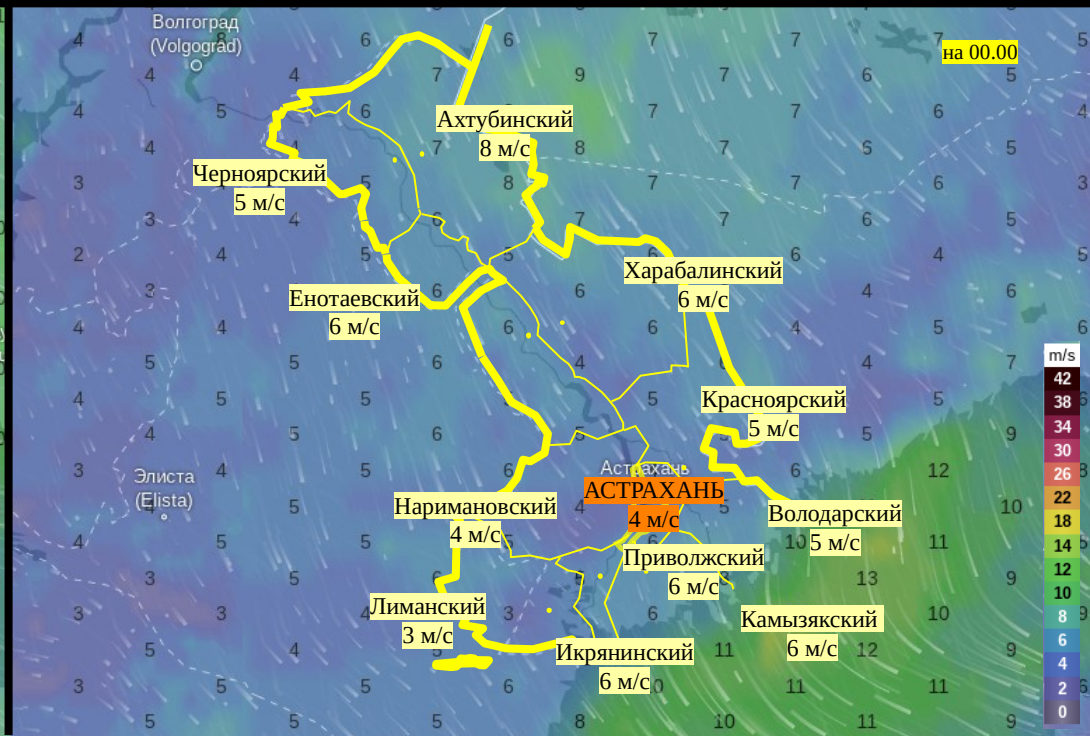 Волгоград
(Volgograd)
на 00.00
Ахтубинский
8 м/с
Черноярский
5 м/с
Харабалинский
6 м/с
Енотаевский
6 м/с
m/s
42
38
34
30
26
22
18
14
12
10
8
6
4
2
0
Красноярский
5 м/с
Элиста
(Elista)
Астрахань
АСТРАХАНЬ
4 м/с
Наримановский
4 м/с
Володарский
5 м/с
Приволжский
6 м/с
Лиманский
3 м/с
Камызякский
6 м/с
Икрянинский
6 м/с